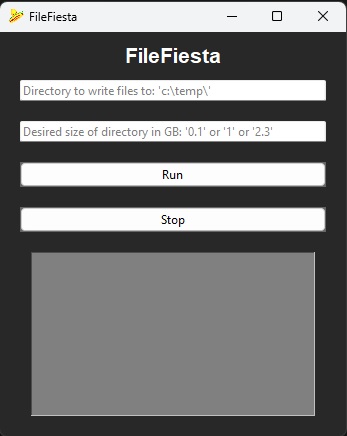 FileFiesta
FileFiesta
Directory to write files to: 'c:\temp\'
Desired size of directory in GB: '0.1' or '1' or '2.3'
Run
Stop